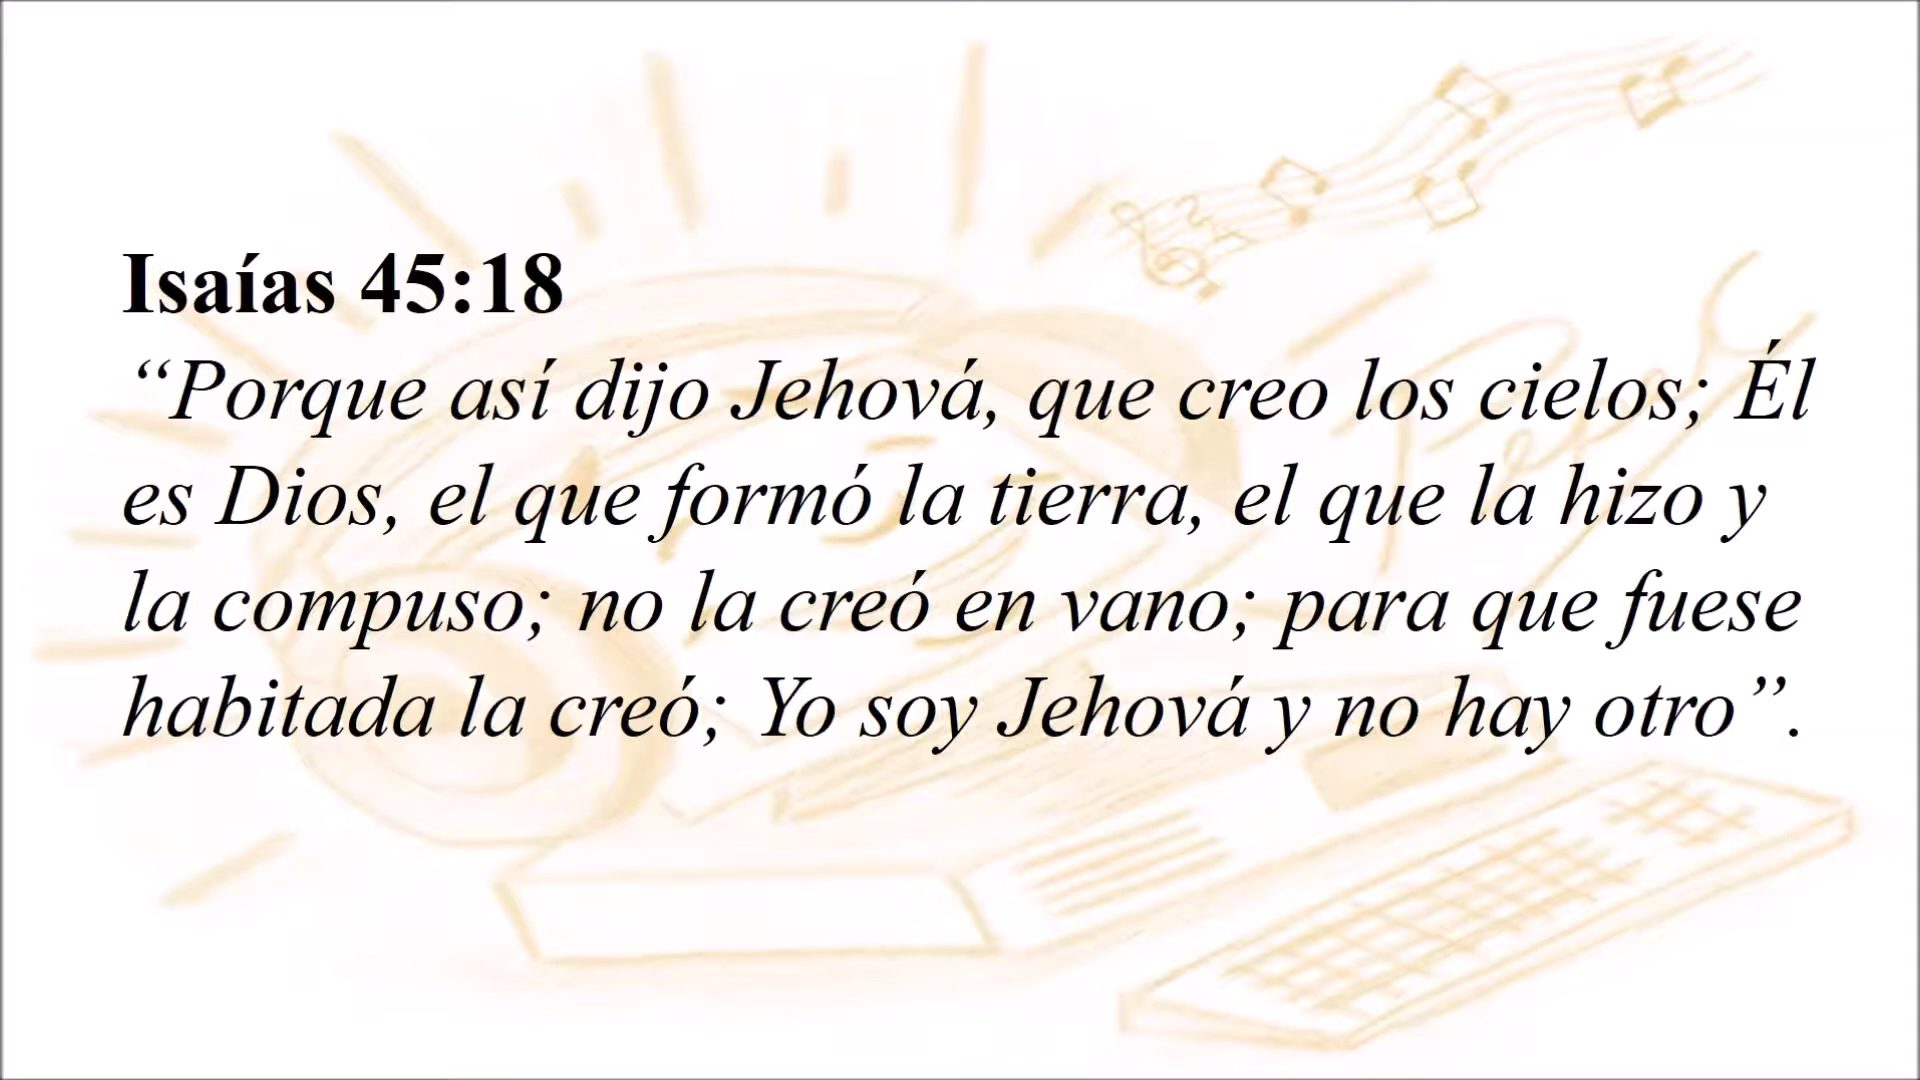 Isaías 45:18
“Porque así dijo Jehová, que creo los cielos; Él
es Dios, el que formó la tierra, el que la hizo y
la compuso; no la creó en vano; para que fuese
habitada la creó; Yo soy Jehová y no hay otro”.